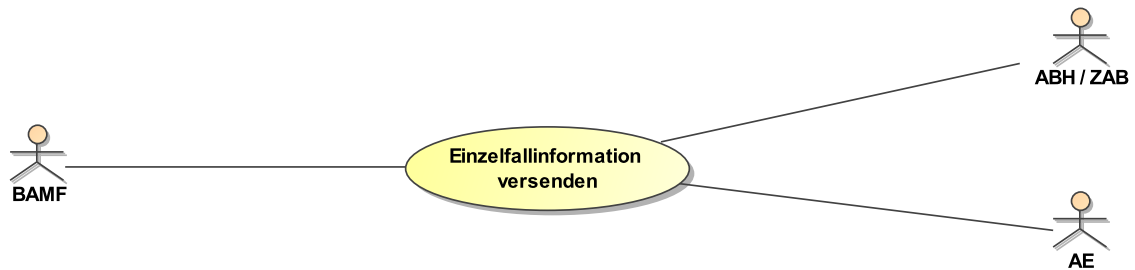 ABH / ZAB
Einzelfallinformation
versenden
BAMF
AE